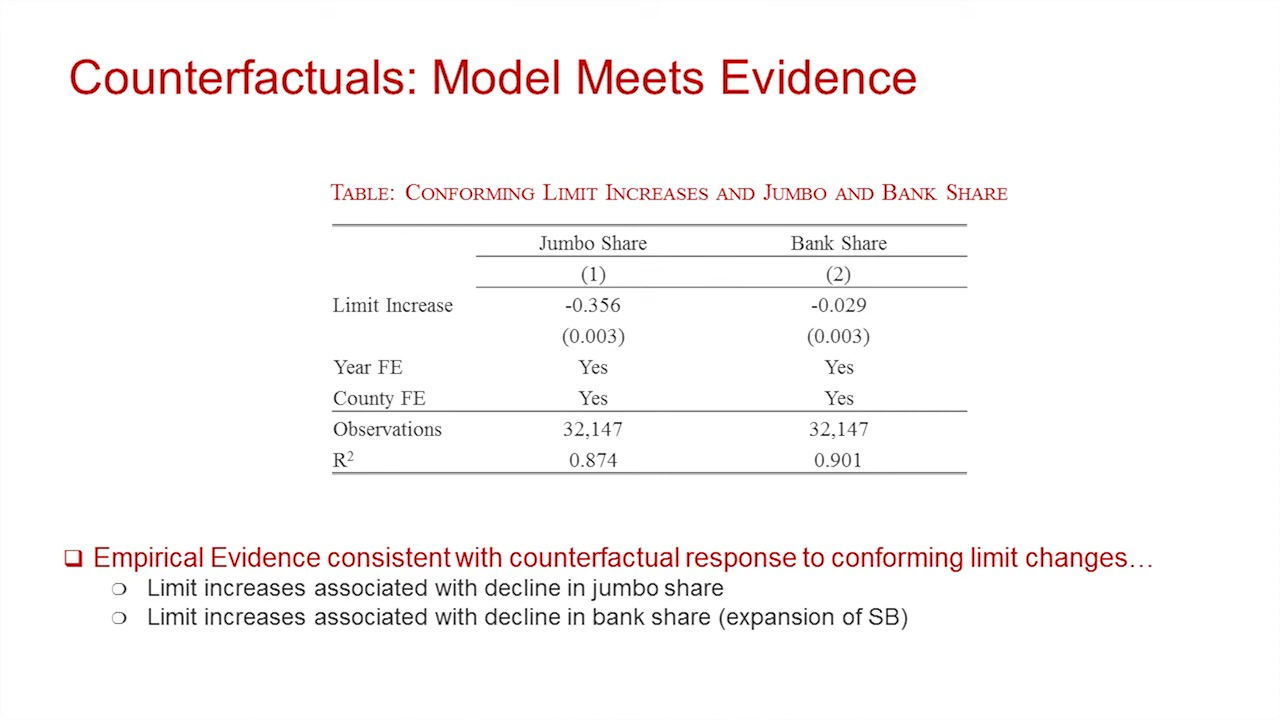 Counterfactuals: Model Meets Evidence
TABLE: CONFORMING LIMIT INCREASES AND JUMBO AND BANK SHARE
Jumbo Share Bank Share
(1) (2)
Limit Increase -0.356 -0.029
(0.003) (0.003)
Year FE Yes Yes
County FE Yes Yes
Observations 32,147 32,147
R² 0.874 0.901
❑ Empirical Evidence consistent with counterfactual response to conforming limit changes…
❍ Limit increases associated with decline in jumbo share
❍ Limit increases associated with decline in bank share (expansion of SB)